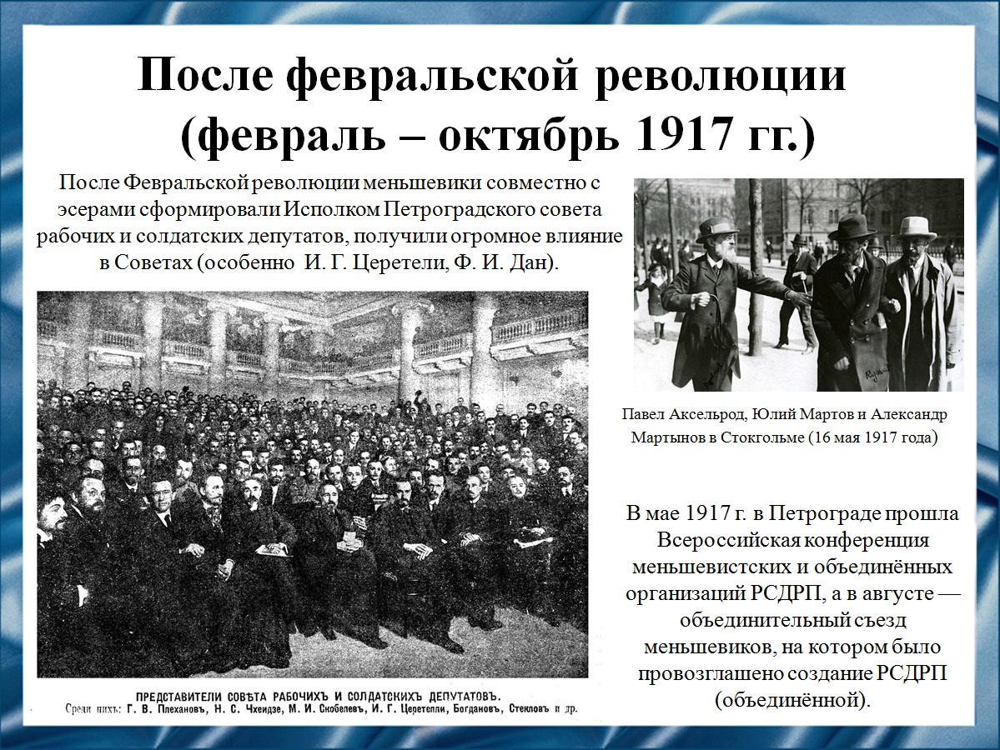 После февральской революции
(февраль – октябрь 1917 гг.)
После Февральской революции меньшевики совместно с
эсерами сформировали Исполком Петроградского совета
рабочих и солдатских депутатов, получили огромное влияние
в Советах (особенно И. Г. Церетели, Ф. И. Дан).
Павел Аксельрод, Юлий Мартов и Александр
Мартынов в Стокгольме (16 мая 1917 года)
В мае 1917 г. в Петрограде прошла
Всероссийская конференция
меньшевистских и объединённых
организаций РСДРП, а в августе —
объединительный съезд
меньшевиков, на котором было
провозглашено создание РСДРП
(объединённой).
ПРЕДСТАВИТЕЛИ СОВѢТА РАБОЧИХЪ И СОЛДАТСКИХЪ ДЕПУТАТОВЪ.
Среди нихъ: Г. В. Плехановъ, Н. С. Чхеидзе, М. И. Скобелевъ, И. Г. Церетелли, Богдановъ, Стекловъ и др.